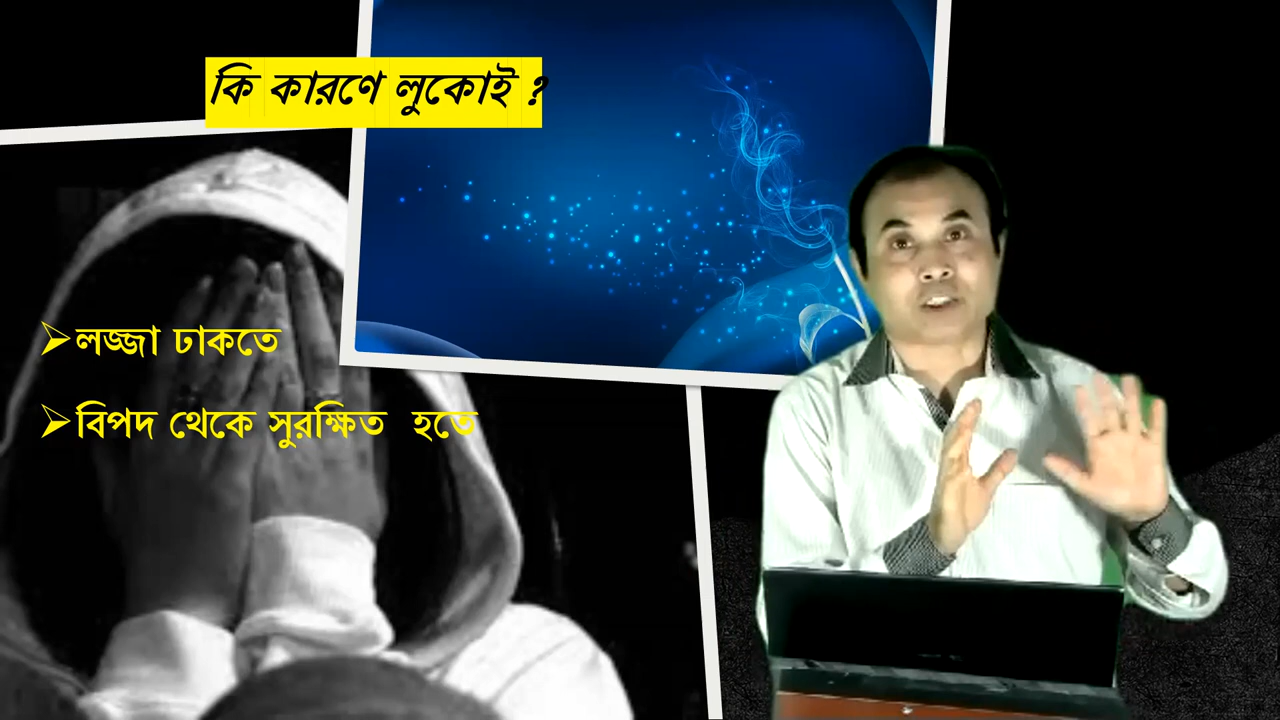 কি কারণে লুকোই ?
লজ্জা ঢাকতে
বিপদ থেকে সুরক্ষিত হতে